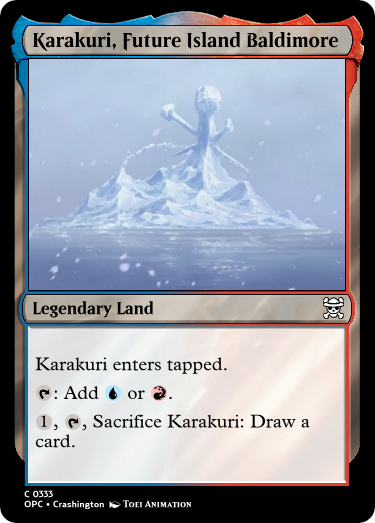 Karakuri, Future Island Baldimore
Legendary Land
Karakuri enters tapped.
: Add or .
1, , Sacrifice Karakuri: Draw a
card.
C 0333
OPC • Crashington TOEI ANIMATION